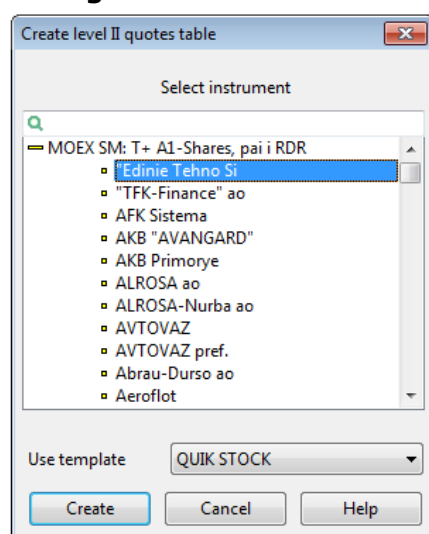 Create level II quotes table
Select instrument
MOEX SM: T+ A1-Shares, pai i RDR
"Edinie Tehno Si
"TFK-Finance" ao
AFK Sistema
AKB "AVANGARD"
AKB Primorye
ALROSA ao
ALROSA-Nurba ao
AVTOVAZ
AVTOVAZ pref.
Abrau-Durso ao
Aeroflot
Use template QUIK STOCK
Create Cancel Help